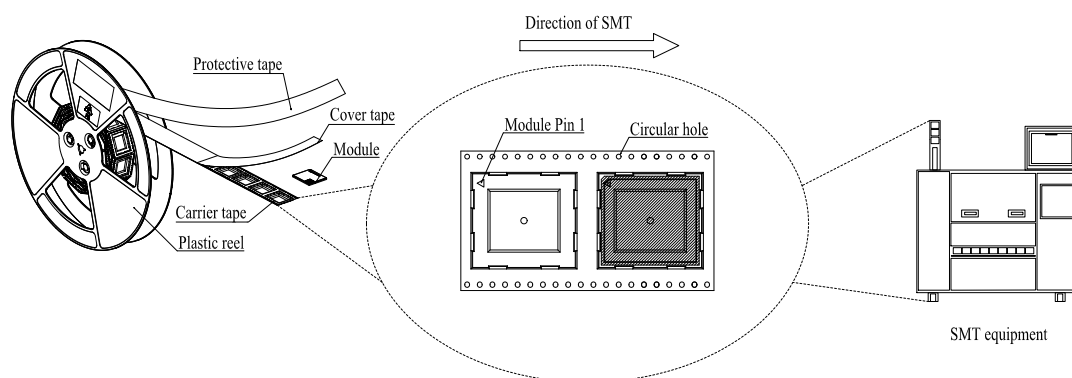 Direction of SMT
Protective tape
Cover tape
Module
Carrier tape
Plastic reel
Module Pin 1
Circular hole
SMT equipment